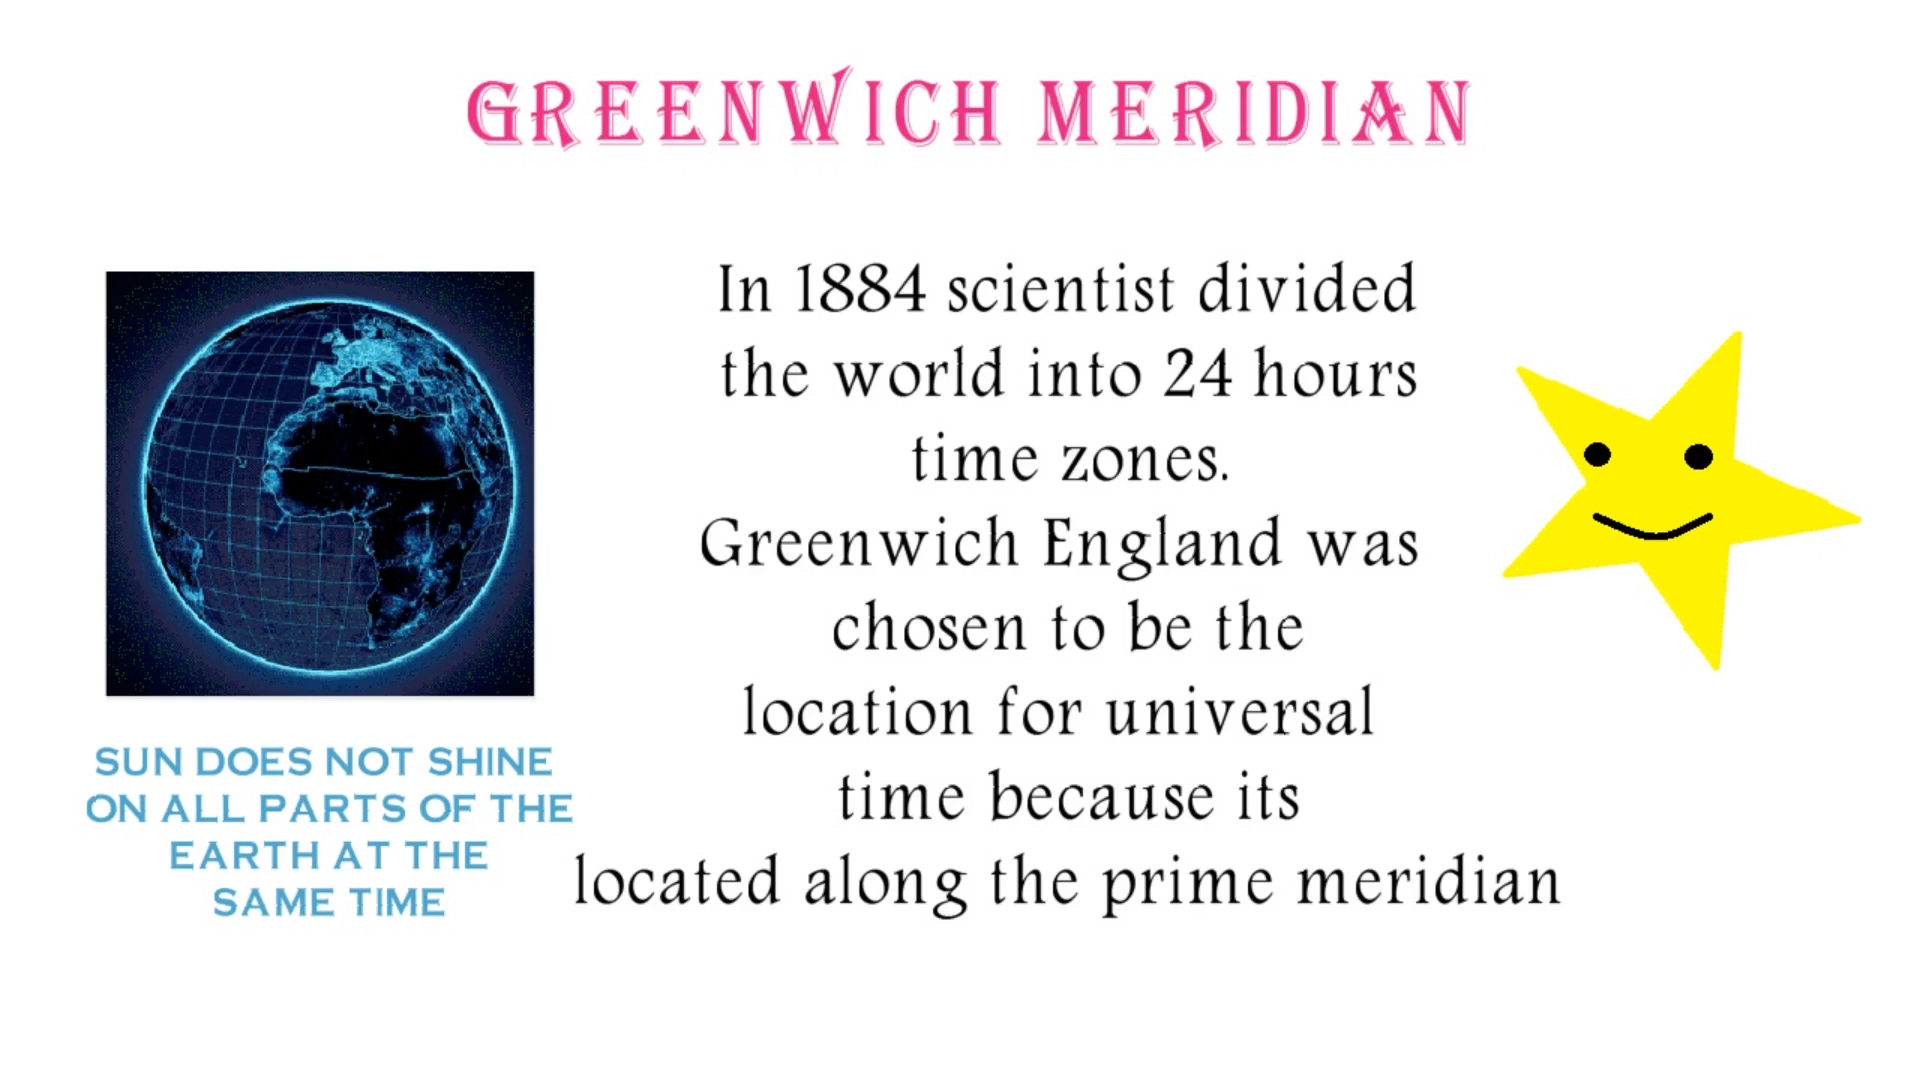 GREENWICH MERIDIAN
In 1884 scientist divided
the world into 24 hours
time zones.
Greenwich England was
chosen to be the
location for universal
time because its
located along the prime meridian
SUN DOES NOT SHINE
ON ALL PARTS OF THE
EARTH AT THE
SAME TIME